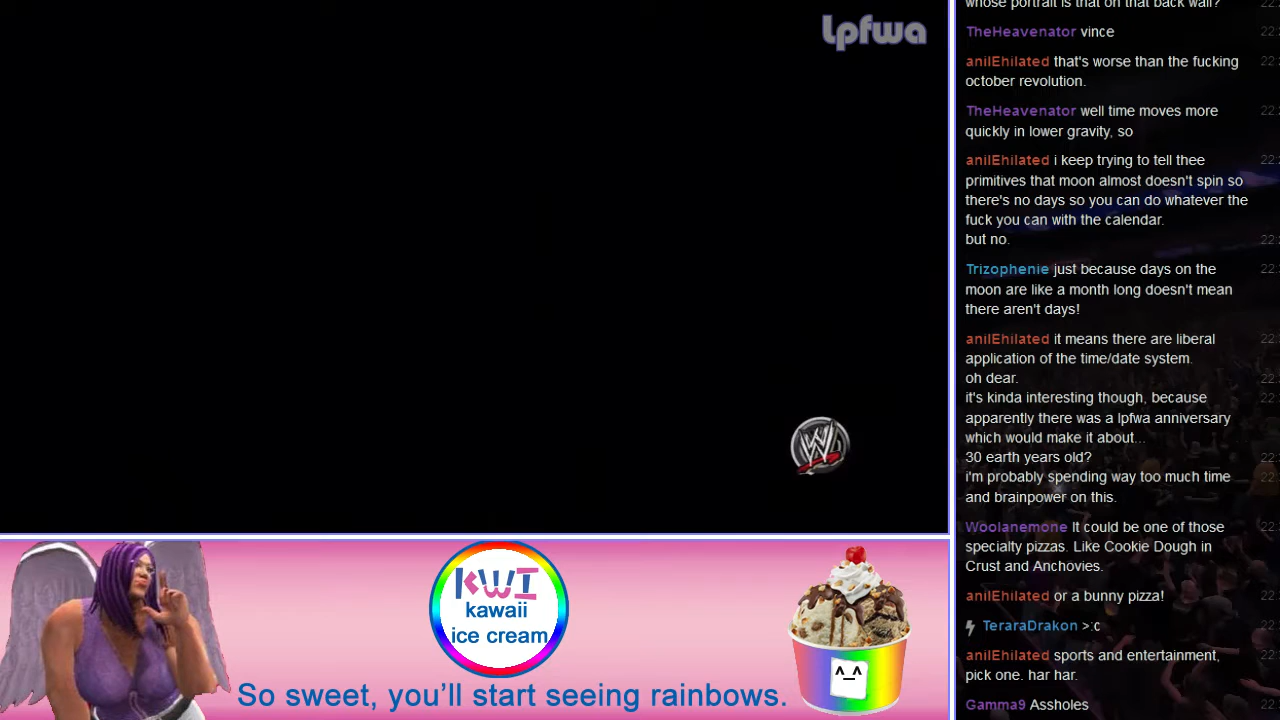 lpfwa
W
KWI
kawaii
ice cream
^_^
So sweet, you'll start seeing rainbows.
whose portrait is that on that back wall?
TheHeavenator vince
anilEhilated that's worse than the fucking
october revolution.
TheHeavenator well time moves more
quickly in lower gravity, so
anilEhilated i keep trying to tell thee
primitives that moon almost doesn't spin so
there's no days so you can do whatever the
fuck you can with the calendar.
but no.
Trizophenie just because days on the
moon are like a month long doesn't mean
there aren't days!
anilEhilated it means there are liberal
application of the time/date system.
oh dear.
it's kinda interesting though, because
apparently there was a lpfwa anniversary
which would make it about...
30 earth years old?
i'm probably spending way too much time
and brainpower on this.
Woolanemone It could be one of those
specialty pizzas. Like Cookie Dough in
Crust and Anchovies.
anilEhilated or a bunny pizza!
TeraraDrakon >:c
anilEhilated sports and entertainment,
pick one. har har.
Gamma9 Assholes